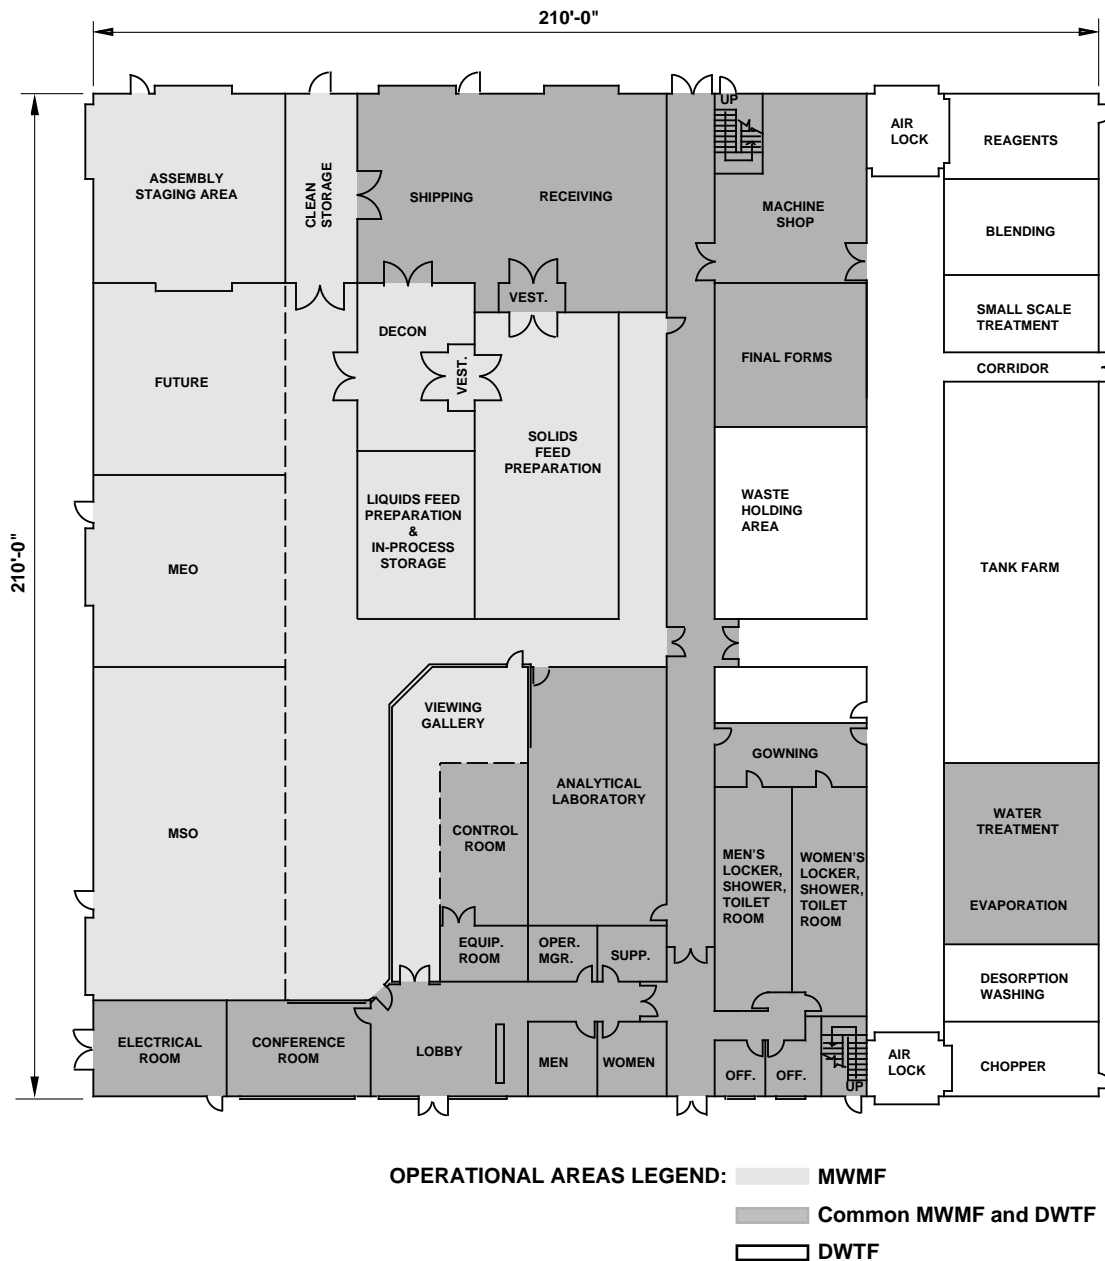 210'-0"
210'-0"
UP
ASSEMBLY
STAGING AREA
CLEAN
STORAGE
SHIPPING
RECEIVING
MACHINE
SHOP
AIR
LOCK
REAGENTS
BLENDING
VEST.
DECON
SMALL SCALE
TREATMENT
FUTURE
VEST.
FINAL FORMS
CORRIDOR
SOLIDS
FEED
PREPARATION
LIQUIDS FEED
PREPARATION
&
IN-PROCESS
STORAGE
WASTE
HOLDING
AREA
MEO
TANK FARM
VIEWING
GALLERY
GOWNING
ANALYTICAL
LABORATORY
MSO
CONTROL
ROOM
WATER
TREATMENT
MEN'S
LOCKER,
SHOWER,
TOILET
ROOM
WOMEN'S
LOCKER,
SHOWER,
TOILET
ROOM
EVAPORATION
EQUIP.
ROOM
OPER.
MGR.
SUPP.
DESORPTION
WASHING
ELECTRICAL
ROOM
CONFERENCE
ROOM
LOBBY
MEN
WOMEN
OFF.
OFF.
UP
AIR
LOCK
CHOPPER
OPERATIONAL AREAS LEGEND:
MWMF
Common MWMF and DWTF
DWTF